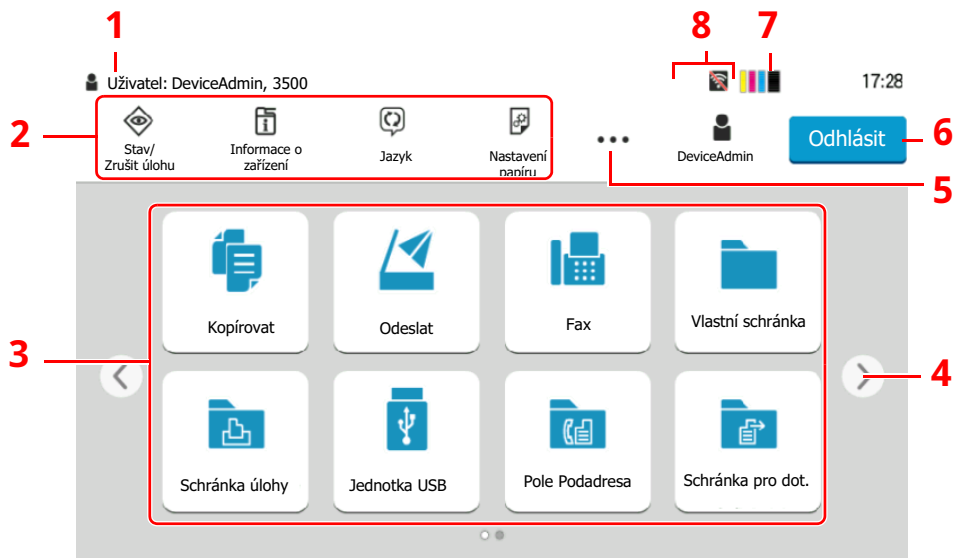 1
8
7
Uživatel: DeviceAdmin, 3500
17:28
2
Stav/
Zrušit úlohu
Informace o
zařízení
Jazyk
Nastavení
papíru
DeviceAdmin
Odhlásit
6
5
3
Kopírovat
Odeslat
Fax
Vlastní schránka
4
Schránka úlohy
Jednotka USB
Pole Podadresa
Schránka pro dot.